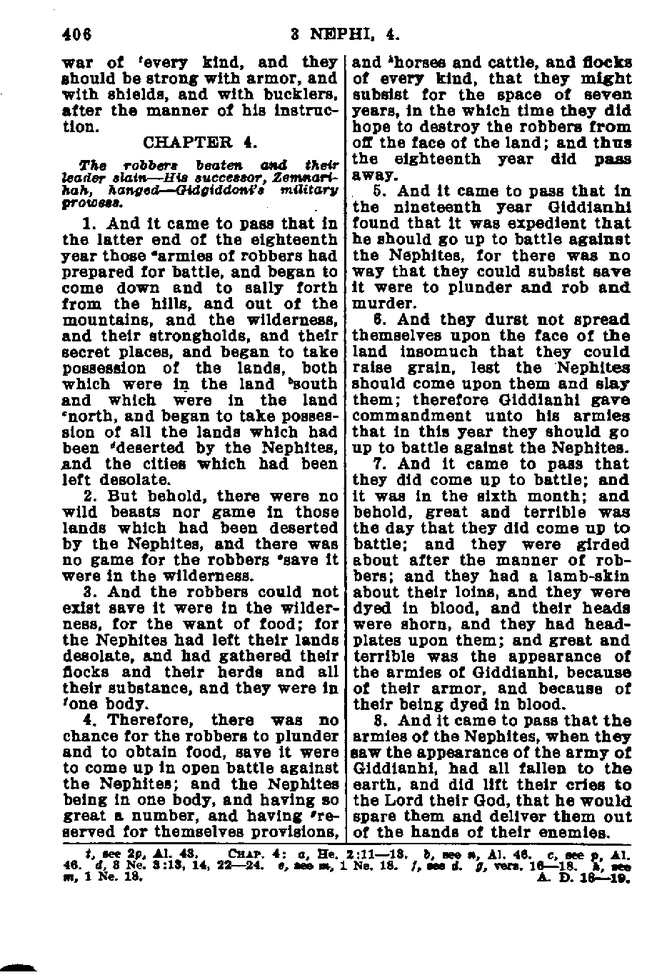 406
3 NEPHI, 4.
war of ᶦevery kind, and they
should be strong with armor, and
with shields, and with bucklers,
after the manner of his instruc-
tion.
CHAPTER 4.
The robbers beaten and their
leader slain—His successor, Zemnari-
hah, hanged—Gidgiddoni's military
prowess.
1. And it came to pass that in
the latter end of the eighteenth
year those ᵃarmies of robbers had
prepared for battle, and began to
come down and to sally forth
from the hills, and out of the
mountains, and the wilderness,
and their strongholds, and their
secret places, and began to take
possession of the lands, both
which were in the land ᵇsouth
and which were in the land
ᶜnorth, and began to take posses-
sion of all the lands which had
been ᵈdeserted by the Nephites,
and the cities which had been
left desolate.
2. But behold, there were no
wild beasts nor game in those
lands which had been deserted
by the Nephites, and there was
no game for the robbers ᵉsave it
were in the wilderness.
3. And the robbers could not
exist save it were in the wilder-
ness, for the want of food; for
the Nephites had left their lands
desolate, and had gathered their
flocks and their herds and all
their substance, and they were in
ᶠone body.
4. Therefore, there was no
chance for the robbers to plunder
and to obtain food, save it were
to come up in open battle against
the Nephites; and the Nephites
being in one body, and having so
great a number, and having ᵍre-
served for themselves provisions,
and ʰhorses and cattle, and flocks
of every kind, that they might
subsist for the space of seven
years, in the which time they did
hope to destroy the robbers from
off the face of the land; and thus
the eighteenth year did pass
away.
5. And it came to pass that in
the nineteenth year Giddianhi
found that it was expedient that
he should go up to battle against
the Nephites, for there was no
way that they could subsist save
it were to plunder and rob and
murder.
6. And they durst not spread
themselves upon the face of the
land insomuch that they could
raise grain, lest the Nephites
should come upon them and slay
them; therefore Giddianhi gave
commandment unto his armies
that in this year they should go
up to battle against the Nephites.
7. And it came to pass that
they did come up to battle; and
it was in the sixth month; and
behold, great and terrible was
the day that they did come up to
battle; and they were girded
about after the manner of rob-
bers; and they had a lamb-skin
about their loins, and they were
dyed in blood, and their heads
were shorn, and they had head-
plates upon them; and great and
terrible was the appearance of
the armies of Giddianhi, because
of their armor, and because of
their being dyed in blood.
8. And it came to pass that the
armies of the Nephites, when they
saw the appearance of the army of
Giddianhi, had all fallen to the
earth, and did lift their cries to
the Lord their God, that he would
spare them and deliver them out
of the hands of their enemies.
i, see 2p, Al. 43. CHAP. 4: a, He. 2:11—13. b, see n, Al. 46. c, see p, Al.
46. d, 3 Ne. 3:13, 14, 22—24. e, see m, 1 Ne. 18. f, see d. g, vers. 16—18. h, see
m, 1 Ne. 18. A. D. 18—19.